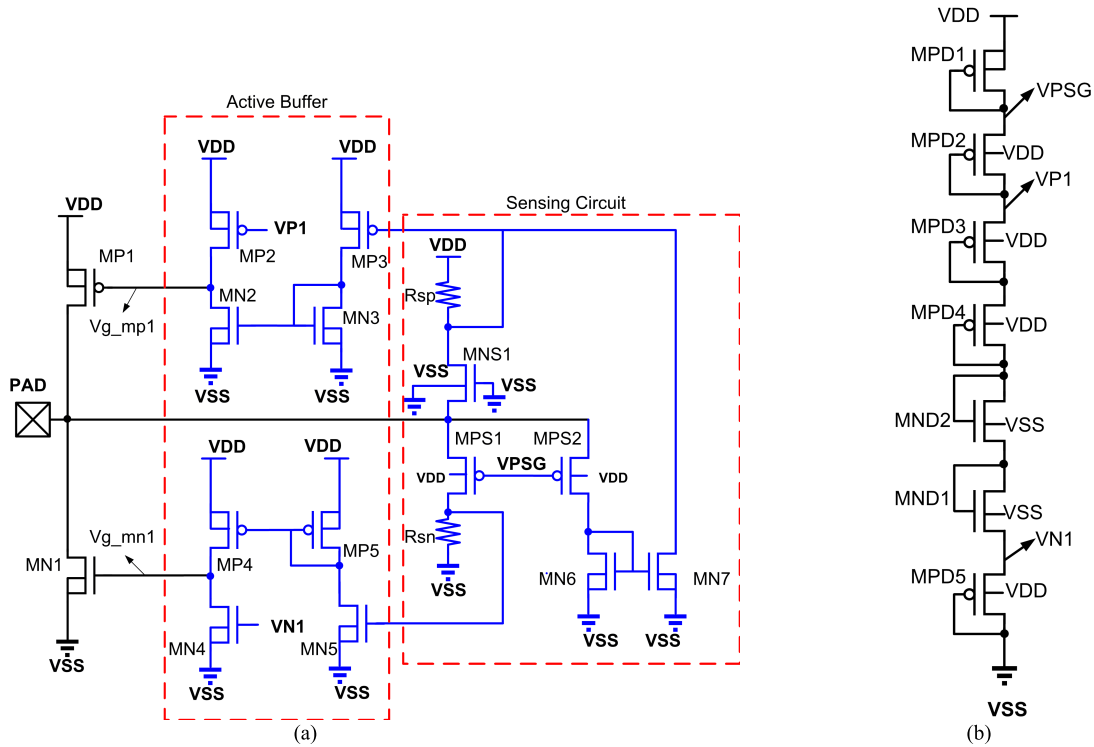 Active Buffer
VDD
VDD
VP1
MP2
MP3
MN2
MN3
VSS
VSS
VDD
MP1
Vg_mp1
PAD
Sensing Circuit
VDD
Rsp
MNS1
VSS
VSS
MPS1
MPS2
VDD
VPSG
VDD
Rsn
VSS
MN6
MN7
VSS
VSS
VDD
VDD
MP4
MP5
VN1
MN4
MN5
VSS
VSS
Vg_mn1
MN1
VSS
(a)
VDD
MPD1
VPSG
MPD2
VDD
VP1
MPD3
VDD
MPD4
VDD
MND2
VSS
MND1
VSS
VN1
MPD5
VDD
VSS
(b)